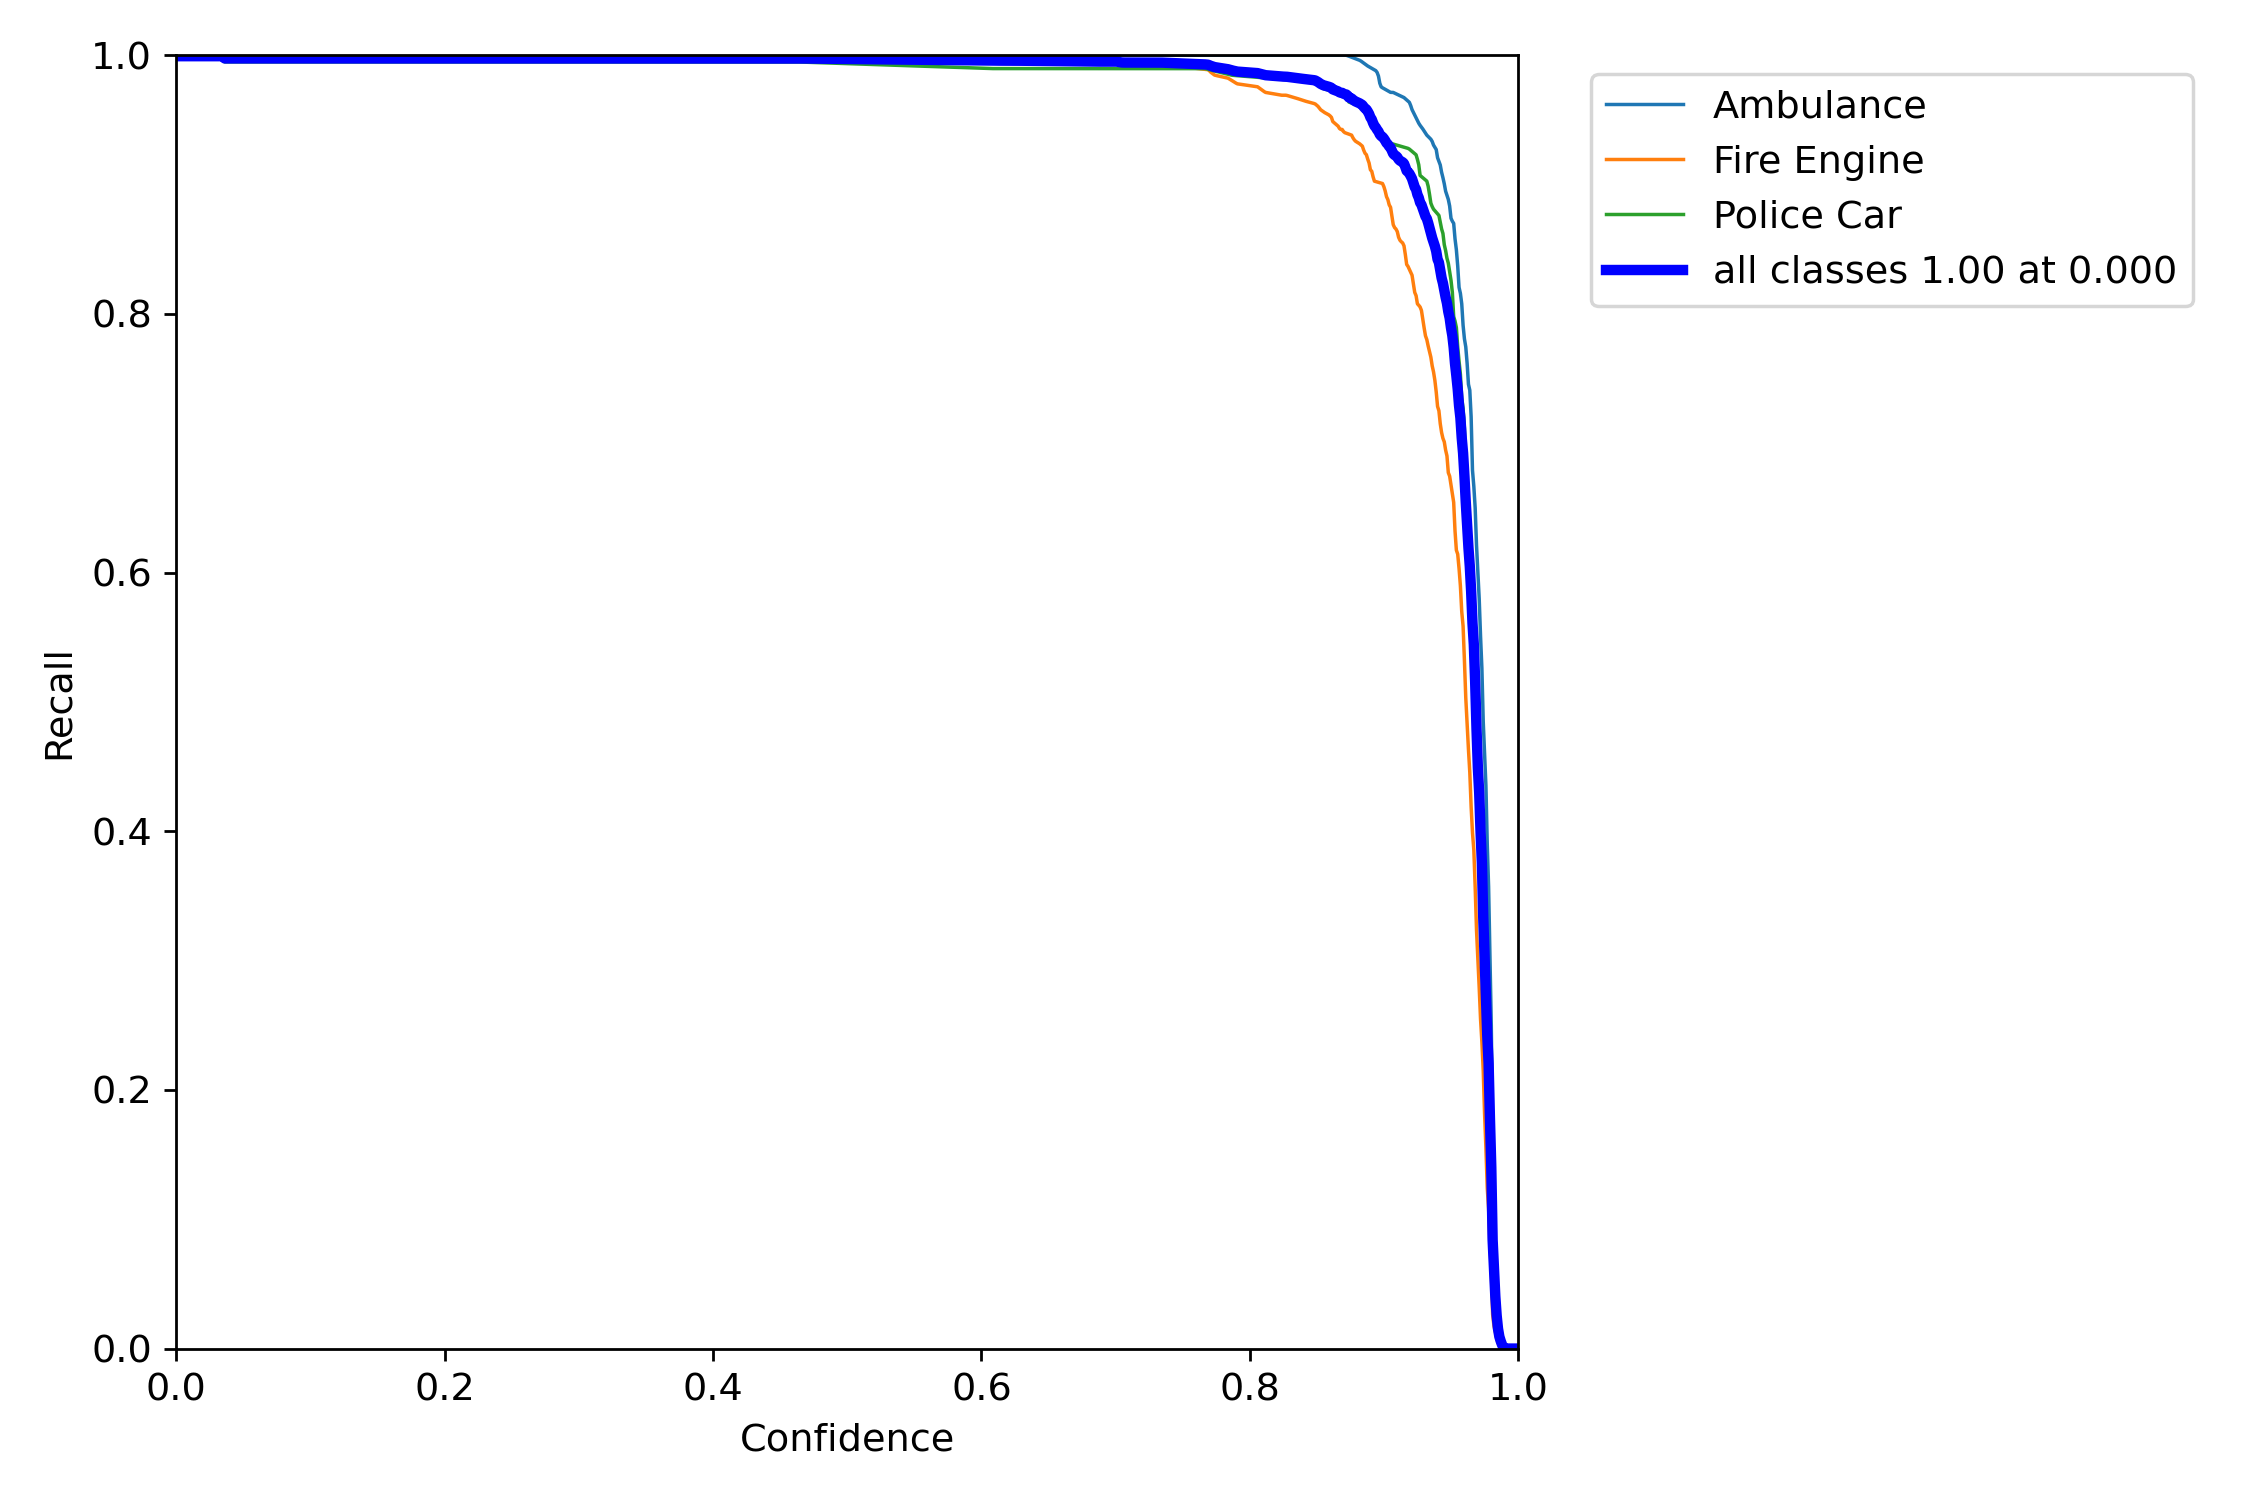 1.0
0.8
0.6
0.4
0.2
0.0
Recall
0.0 0.2 0.4 0.6 0.8 1.0
Confidence
Ambulance
Fire Engine
Police Car
all classes 1.00 at 0.000